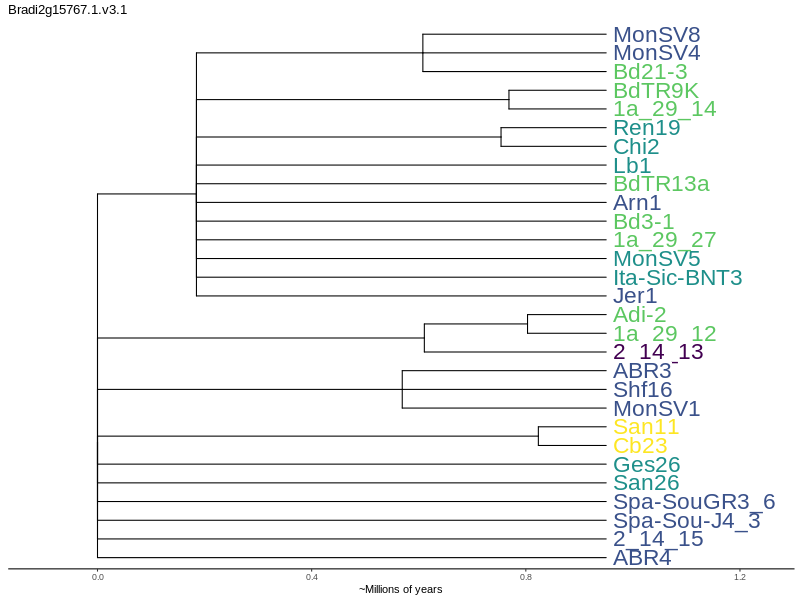 Bradi2g15767.1.v3.1
MonSV8
MonSV4
Bd21-3
BdTR9K
1a_29_14
Ren19
Chi2
Lb1
BdTR13a
Arn1
Bd3-1
1a_29_27
MonSV5
Ita-Sic-BNT3
Jer1
Adi-2
1a_29_12
2_14_13
ABR3
Shf16
MonSV1
San11
Cb23
Ges26
San26
Spa-SouGR3_6
Spa-Sou-J4_3
2_14_15
ABR4
0.0 0.4 0.8 1.2
~Millions of years